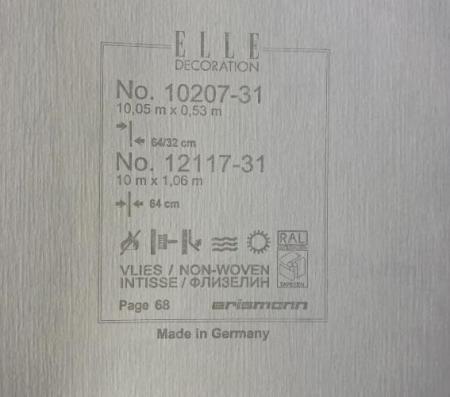 ELLE
DECORATION
No. 10207-31
10,05 m x 0,53 m
64/32 cm
No. 12117-31
10 m x 1,06 m
64 cm
RAL
TAPETEN
VLIES / NON-WOVEN
INTISSE / ФЛИЗЕЛИН
Page 68 erismann
Made in Germany